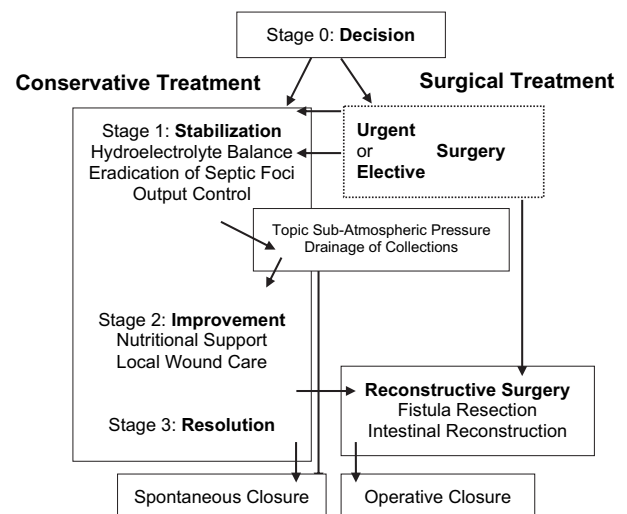 Stage 0: Decision
Conservative Treatment
Surgical Treatment
Stage 1: Stabilization
Hydroelectrolyte Balance
Eradication of Septic Foci
Output Control
Urgent
or Surgery
Elective
Topic Sub-Atmospheric Pressure
Drainage of Collections
Stage 2: Improvement
Nutritional Support
Local Wound Care
Reconstructive Surgery
Fistula Resection
Intestinal Reconstruction
Stage 3: Resolution
Spontaneous Closure
Operative Closure